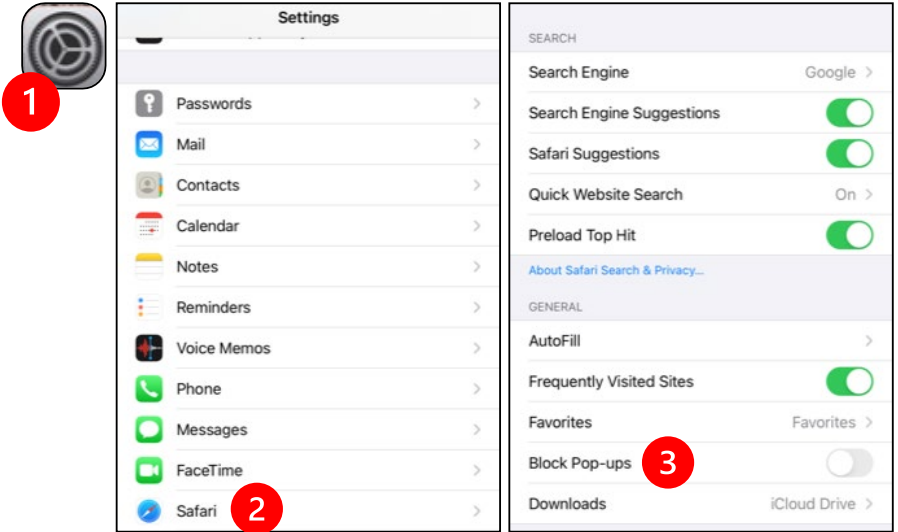 1
Settings
Passwords
Mail
Contacts
Calendar
Notes
Reminders
Voice Memos
Phone
Messages
FaceTime
Safari 2
SEARCH
Search Engine Google >
Search Engine Suggestions
Safari Suggestions
Quick Website Search On >
Preload Top Hit
About Safari Search & Privacy...
GENERAL
AutoFill
Frequently Visited Sites
Favorites Favorites >
Block Pop-ups 3
Downloads iCloud Drive >